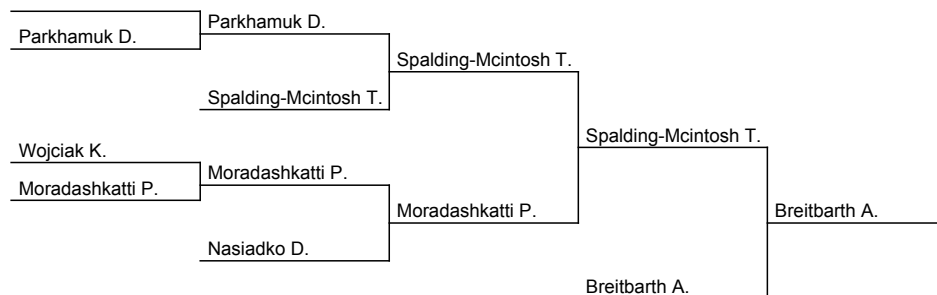 Parkhamuk D.
Parkhamuk D.
Spalding-Mcintosh T.
Spalding-Mcintosh T.
Wojciak K.
Spalding-Mcintosh T.
Moradashkatti P.
Moradashkatti P.
Moradashkatti P.
Breitbarth A.
Nasiadko D.
Breitbarth A.